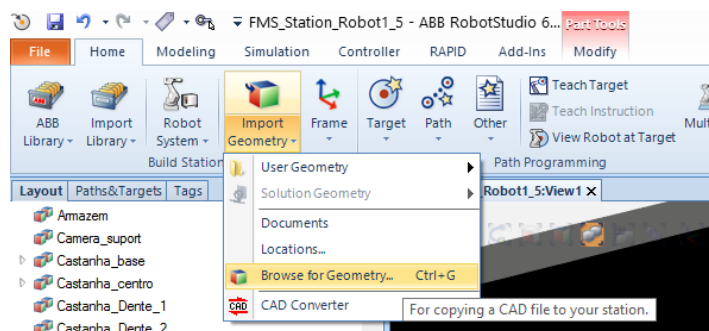 FMS_Station_Robot1_5 - ABB RobotStudio 6... Part Tools
File Home Modeling Simulation Controller RAPID Add-Ins Modify
ABB Library Import Library Robot System Import Geometry Frame Target Path Other
Teach Target
Teach Instruction
View Robot at Target
Mult
Build Station Path Programming
Layout Paths&Targets Tags Robot1_5:View1
Armazem
Camera_suport
Castanha_base
Castanha_centro
Castanha_Dente_1
Castanha_Dente_2
User Geometry
Solution Geometry
Documents
Locations...
Browse for Geometry... Ctrl+G
CAD CAD Converter
For copying a CAD file to your station.